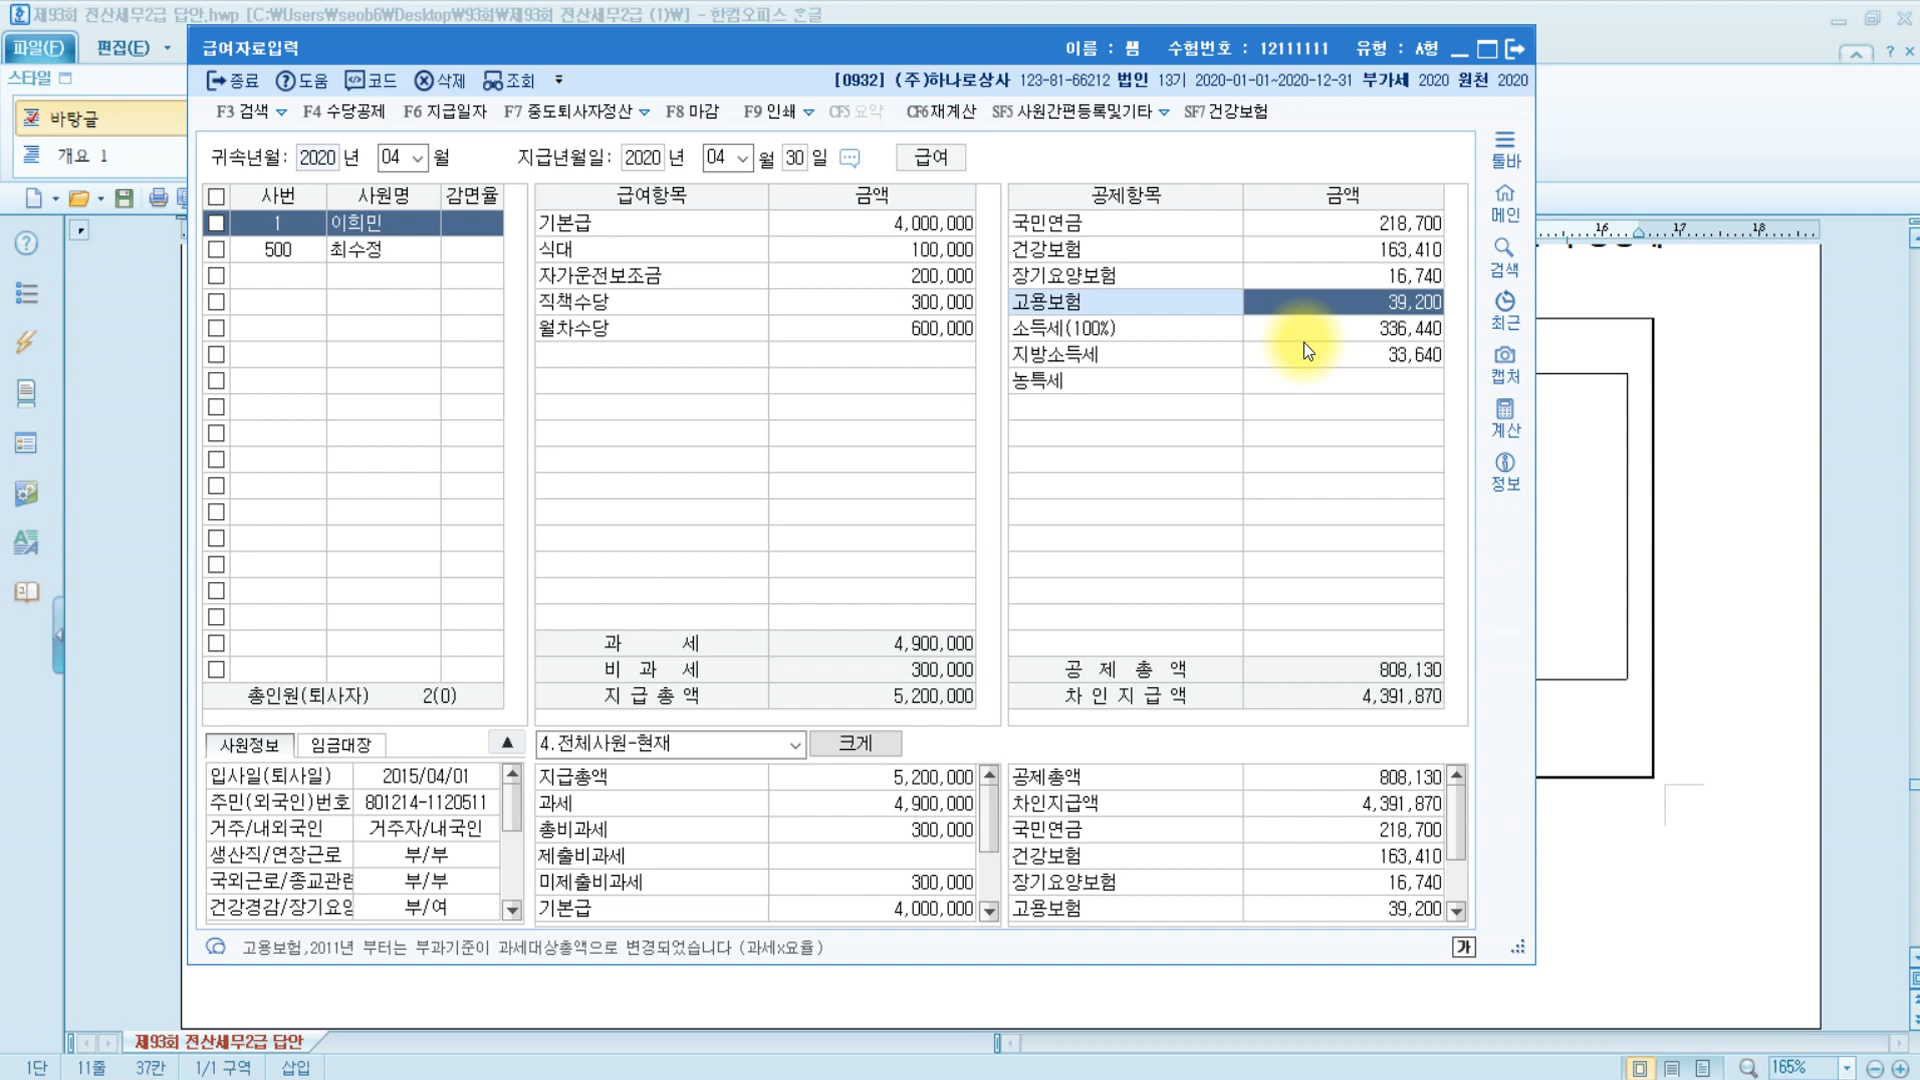 제93회 전산세무2급 답안.hwp [C:\Users\seob6\Desktop\93회\제93회 전산세무2급 (1)\] - 한컴오피스 한글
파일(F) 편집(E)
스타일
바탕글
개요 1
급여자료입력 이름 : 쌤 수험번호 : 12111111 유형 : A형
종료 도움 코드 삭제 조회 [0932] (주)하나로상사 123-81-66212 법인 13기 2020-01-01~2020-12-31 부가세 2020 원천 2020
F3 검색 F4 수당공제 F6 지급일자 F7 중도퇴사자정산 F8 마감 F9 인쇄 CF5 요약 CF6 재계산 SF5 사원간편등록및기타 SF7 건강보험
귀속년월: 2020 년 04 월 지급년월일: 2020 년 04 월 30 일 급여
사번 사원명 감면율 급여항목 금액 공제항목 금액
1 이희민 기본급 4,000,000 국민연금 218,700
500 최수정 식대 100,000 건강보험 163,410
자가운전보조금 200,000 장기요양보험 16,740
직책수당 300,000 고용보험 39,200
월차수당 600,000 소득세(100%) 336,440
지방소득세 33,640
농특세
과 세 4,900,000
비 과 세 300,000 공 제 총 액 808,130
총인원(퇴사자) 2(0) 지 급 총 액 5,200,000 차 인 지 급 액 4,391,870
사원정보 임금대장 ▲ 4.전체사원-현재 크게
입사일(퇴사일) 2015/04/01 지급총액 5,200,000 공제총액 808,130
주민(외국인)번호 801214-1120511 과세 4,900,000 차인지급액 4,391,870
거주/내외국인 거주자/내국인 총비과세 300,000 국민연금 218,700
생산직/연장근로 부/부 제출비과세 건강보험 163,410
국외근로/종교관련 부/부 미제출비과세 300,000 장기요양보험 16,740
건강경감/장기요양 부/여 기본급 4,000,000 고용보험 39,200
고용보험,2011년 부터는 부과기준이 과세대상총액으로 변경되었습니다 (과세x요율) 가
툴바
메인
검색
최근
캡처
계산
정보
16 17 18
제93회 전산세무2급 답안
1단 11줄 37칸 1/1 구역 삽입 165%